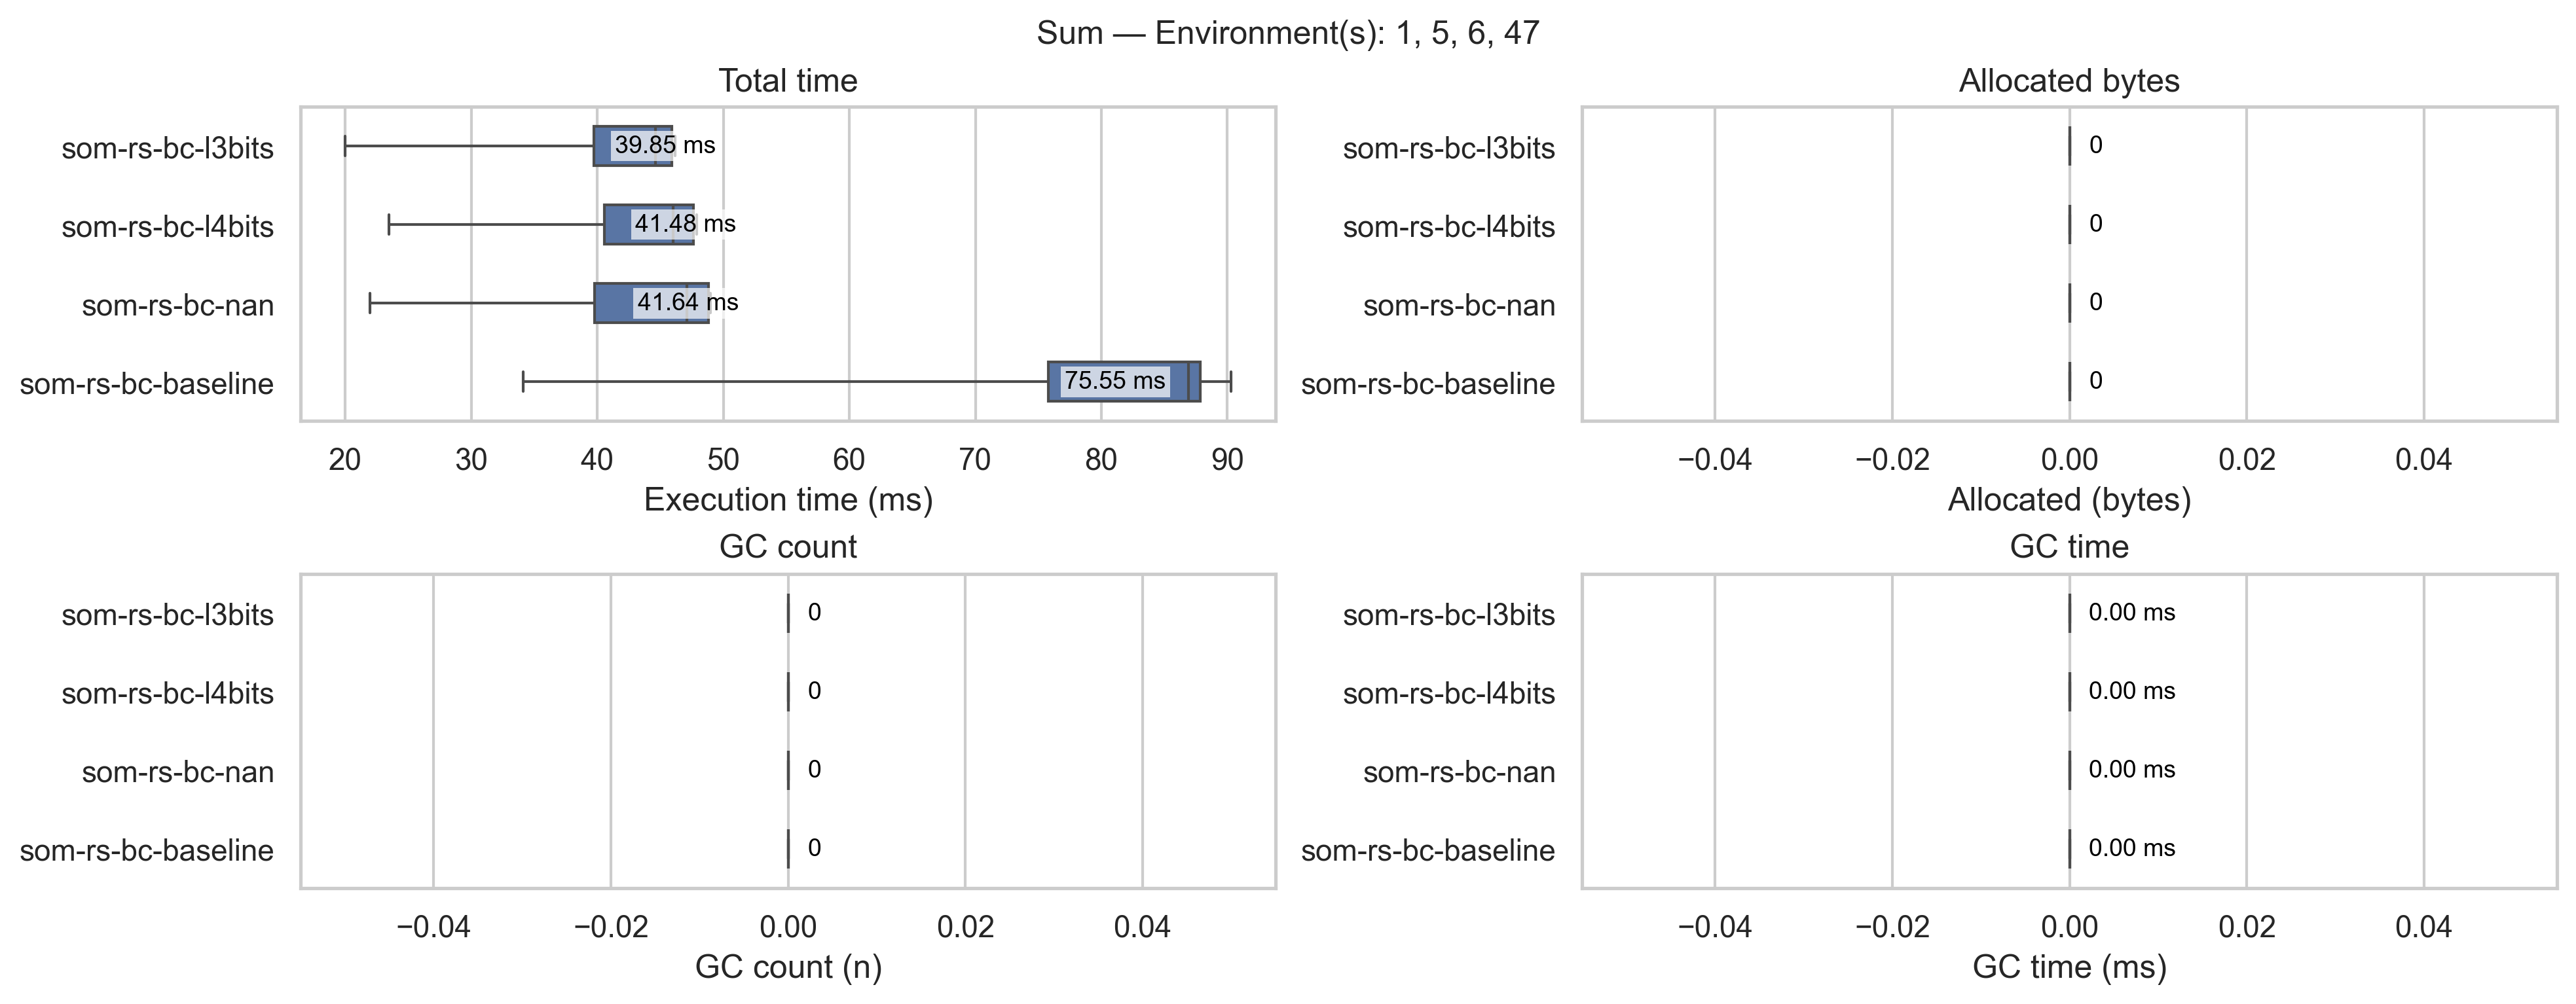 Sum — Environment(s): 1, 5, 6, 47
Total time
som-rs-bc-l3bits
39.85 ms
som-rs-bc-l4bits
41.48 ms
som-rs-bc-nan
41.64 ms
som-rs-bc-baseline
75.55 ms
20 30 40 50 60 70 80 90
Execution time (ms)
Allocated bytes
som-rs-bc-l3bits
0
som-rs-bc-l4bits
0
som-rs-bc-nan
0
som-rs-bc-baseline
0
−0.04 −0.02 0.00 0.02 0.04
Allocated (bytes)
GC count
som-rs-bc-l3bits
0
som-rs-bc-l4bits
0
som-rs-bc-nan
0
som-rs-bc-baseline
0
−0.04 −0.02 0.00 0.02 0.04
GC count (n)
GC time
som-rs-bc-l3bits
0.00 ms
som-rs-bc-l4bits
0.00 ms
som-rs-bc-nan
0.00 ms
som-rs-bc-baseline
0.00 ms
−0.04 −0.02 0.00 0.02 0.04
GC time (ms)